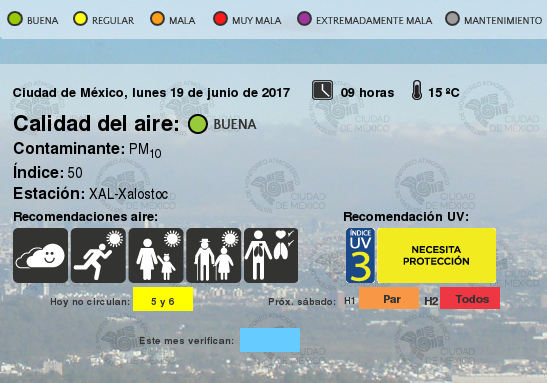 BUENA REGULAR MALA MUY MALA EXTREMADAMENTE MALA MANTENIMIENTO
Ciudad de México, lunes 19 de junio de 2017 09 horas 15 ºC
Calidad del aire: BUENA
Contaminante: PM10
Índice: 50
Estación: XAL-Xalostoc
Recomendaciones aire: Recomendación UV:
ÍNDICE
UV
3
NECESITA
PROTECCIÓN
Hoy no circulan: 5 y 6 Próx. sábado: H1 Par H2 Todos
Este mes verifican:
CIUDAD
DE MÉXICO